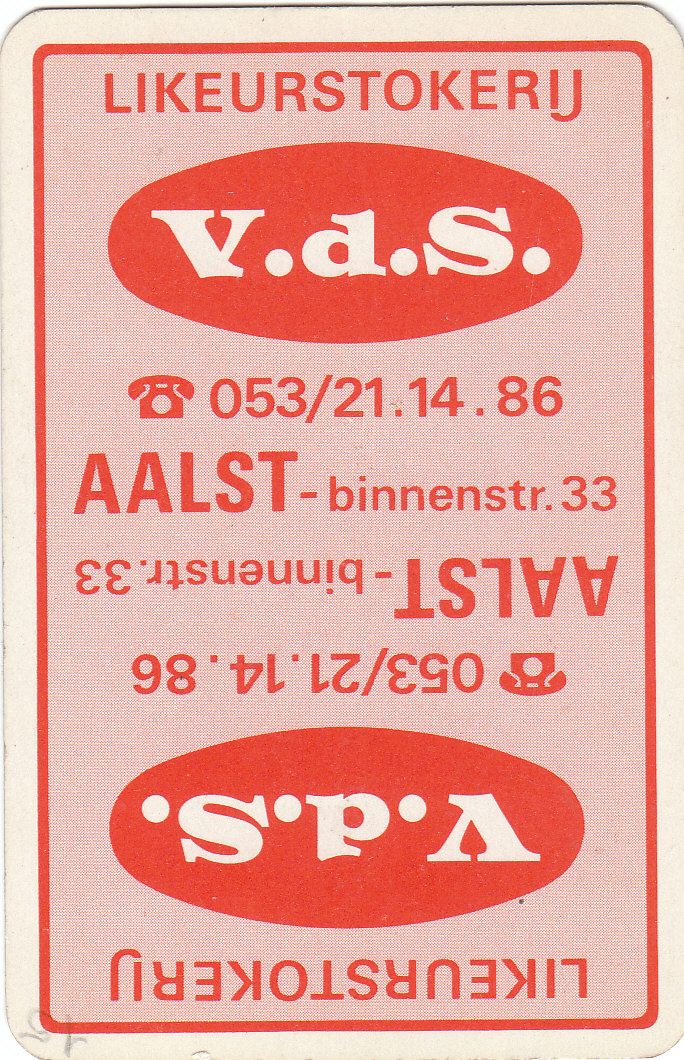 LIKEURSTOKERIJ
V.d.S.
☎ 053/21.14.86
AALST - binnenstr. 33
AALST - binnenstr. 33
☎ 053/21.14.86
V.d.S.
LIKEURSTOKERIJ